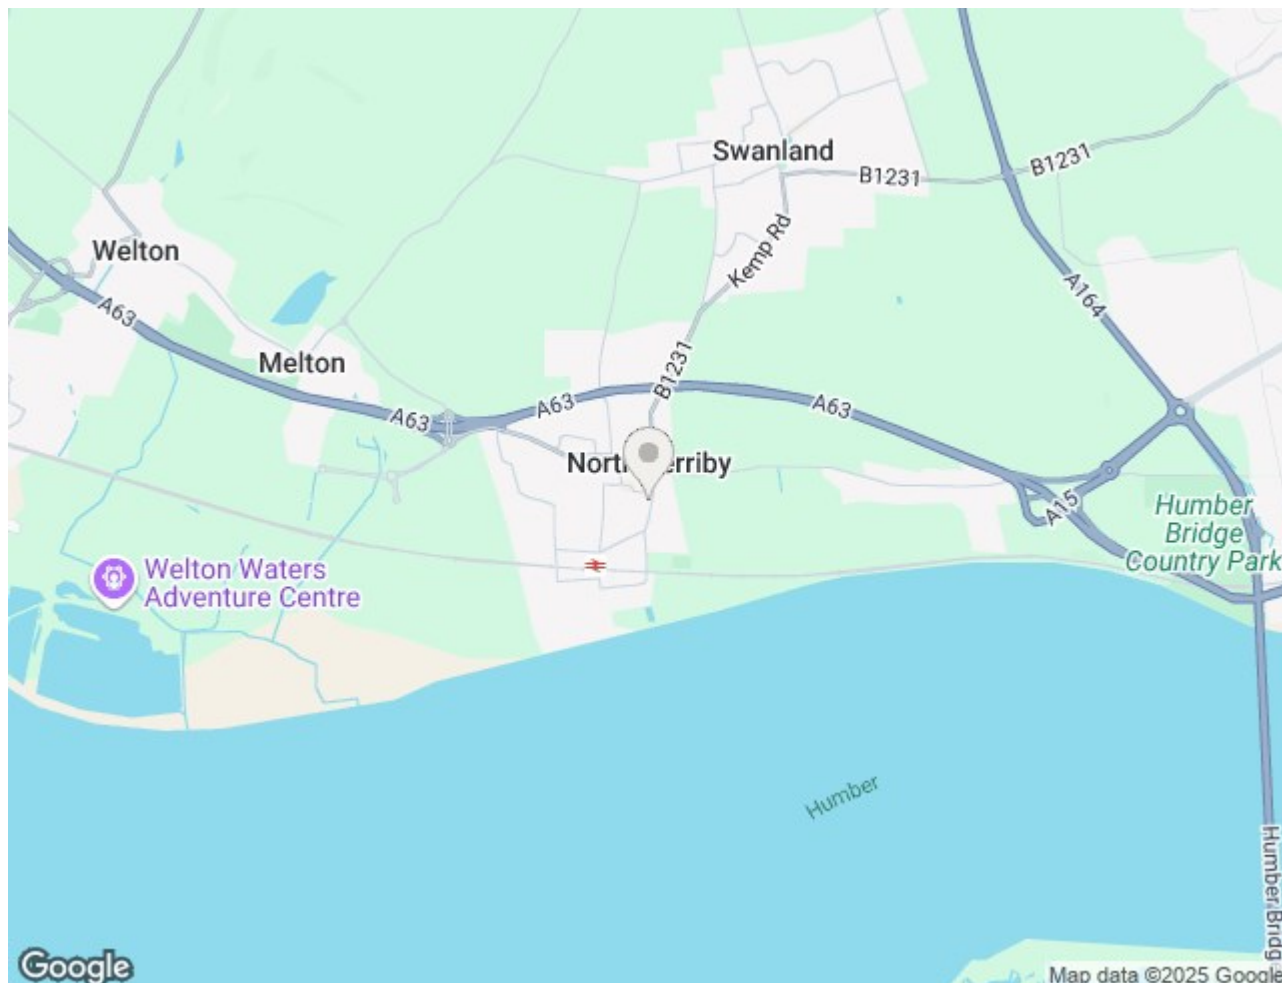 Swanland
B1231
B1231
Welton
Kemp Rd
A63
A164
Melton
B1231
A63
A63
A63
North erriby
A15
Humber
Bridge
Country Park
Welton Waters
Adventure Centre
Humber
Humber Bridge
Google
Map data ©2025 Google